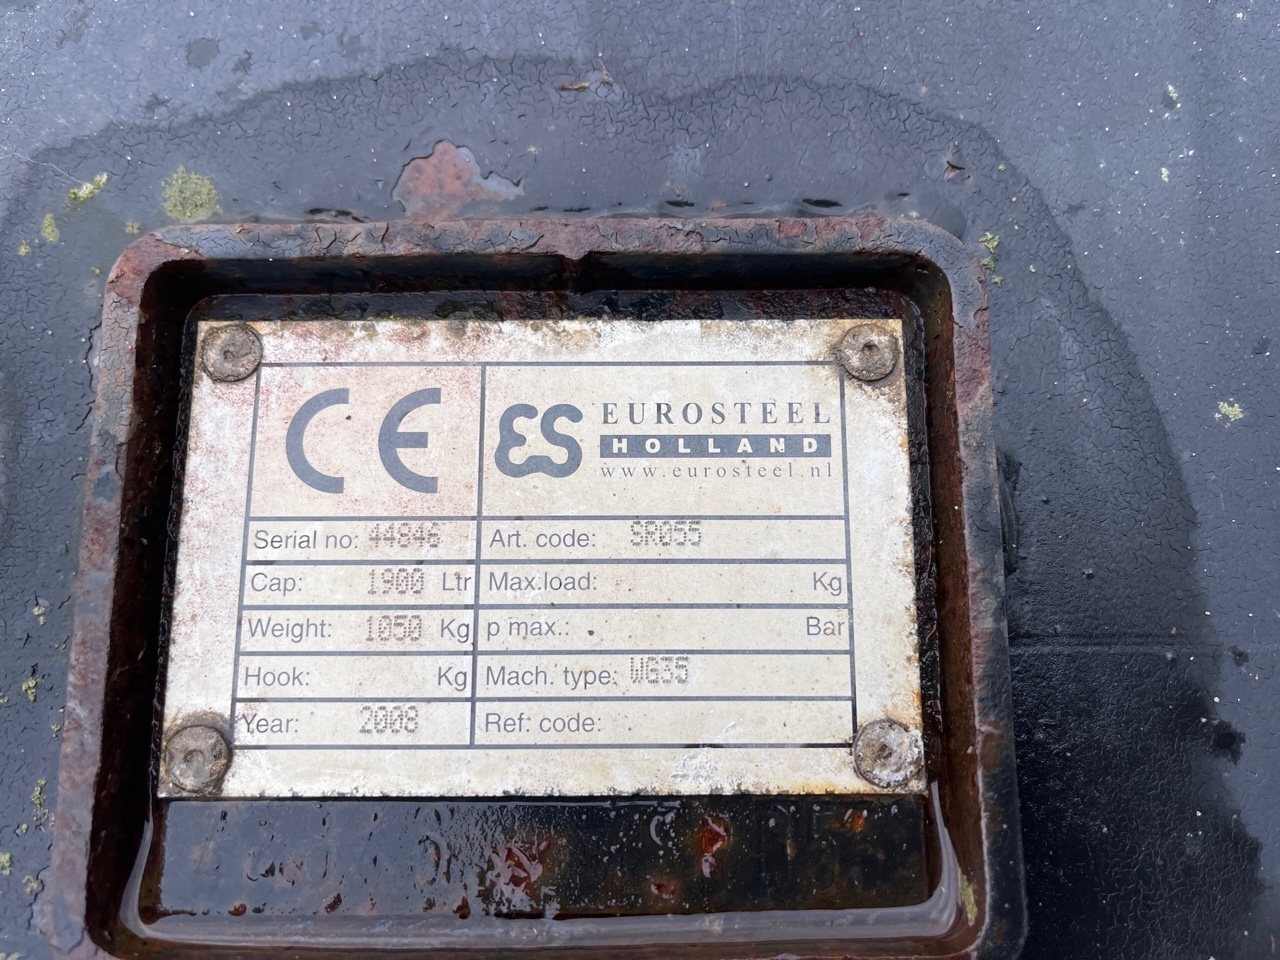 CE
ES EUROSTEEL
HOLLAND
www.eurosteel.nl
Serial no: 44846 Art. code: SR055
Cap: 1900 Ltr Max.load: Kg
Weight: 1050 Kg p max.: Bar
Hook: Kg Mach. type: WG35
Year: 2008 Ref. code: